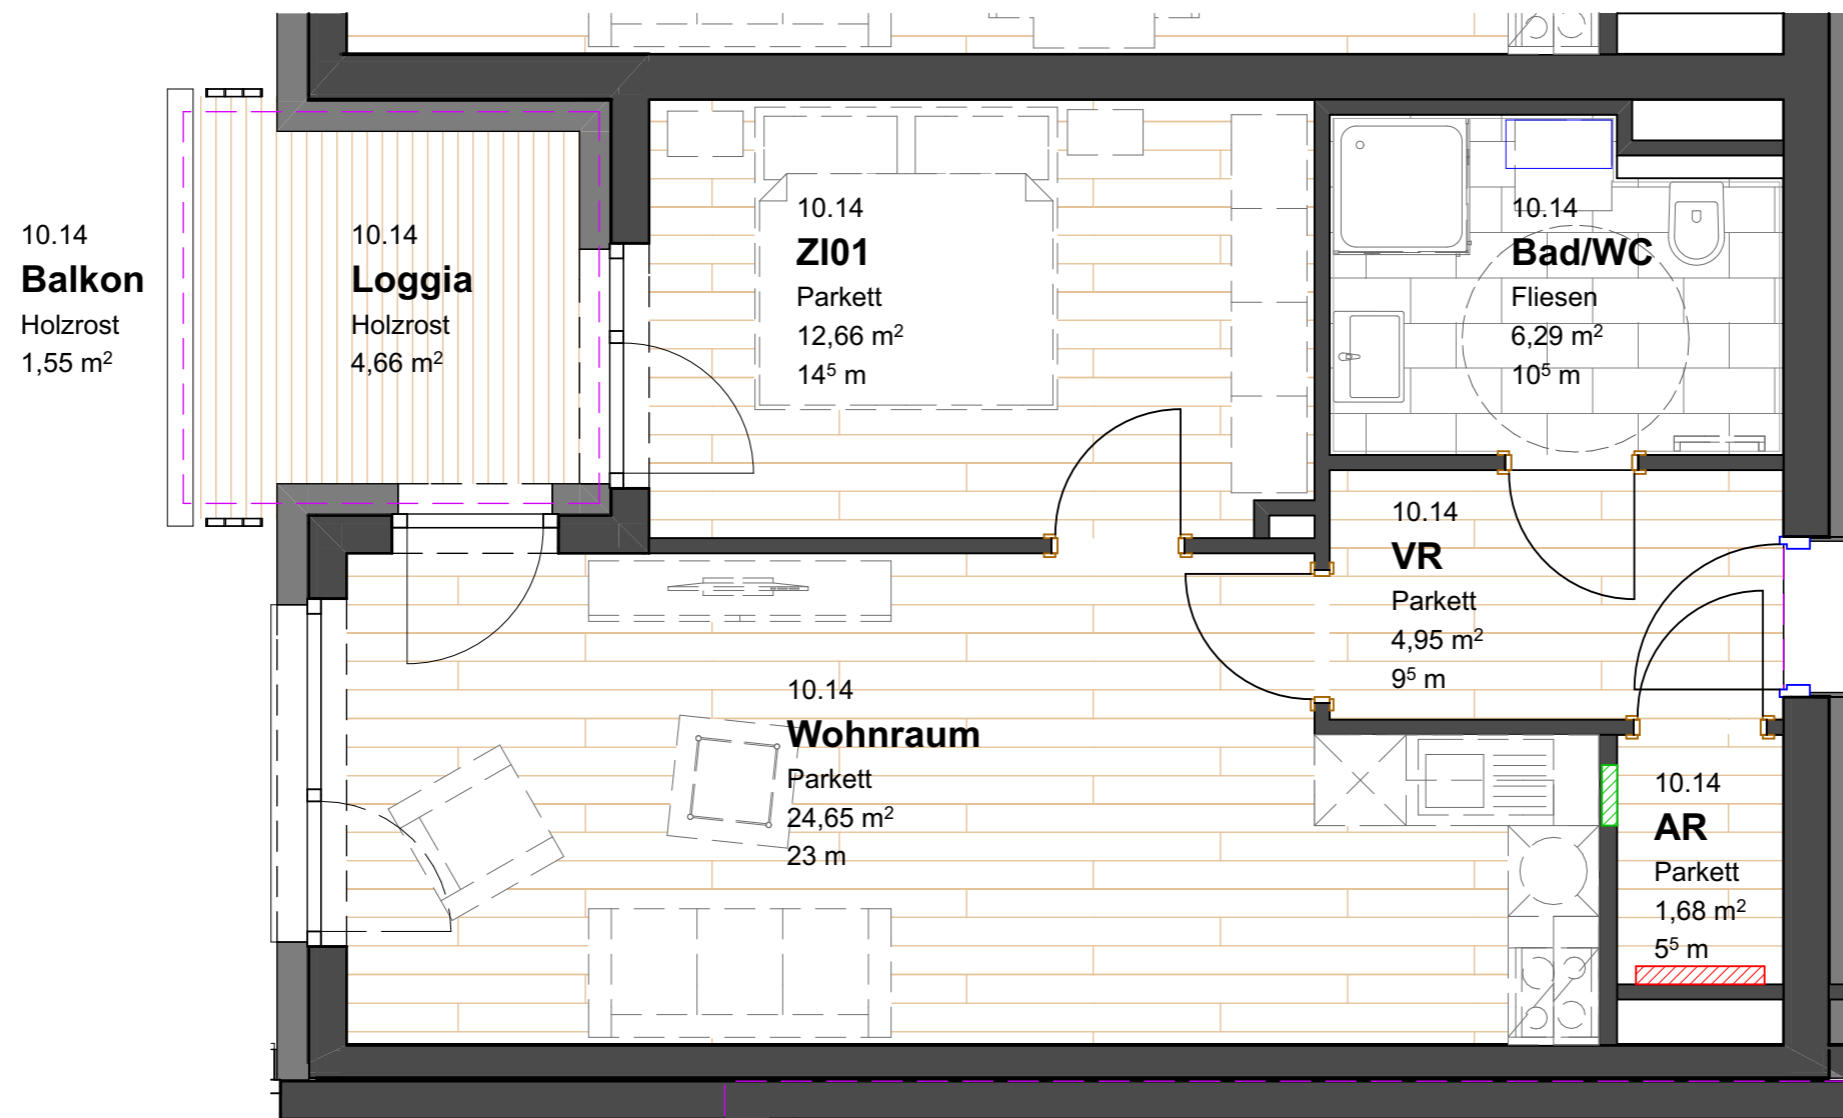 10.14
Balkon
Holzrost
1,55 m²
10.14
Loggia
Holzrost
4,66 m²
10.14
ZI01
Parkett
12,66 m²
14⁵ m
10.14
Bad/WC
Fliesen
6,29 m²
10⁵ m
10.14
VR
Parkett
4,95 m²
9⁵ m
10.14
Wohnraum
Parkett
24,65 m²
23 m
10.14
AR
Parkett
1,68 m²
5⁵ m